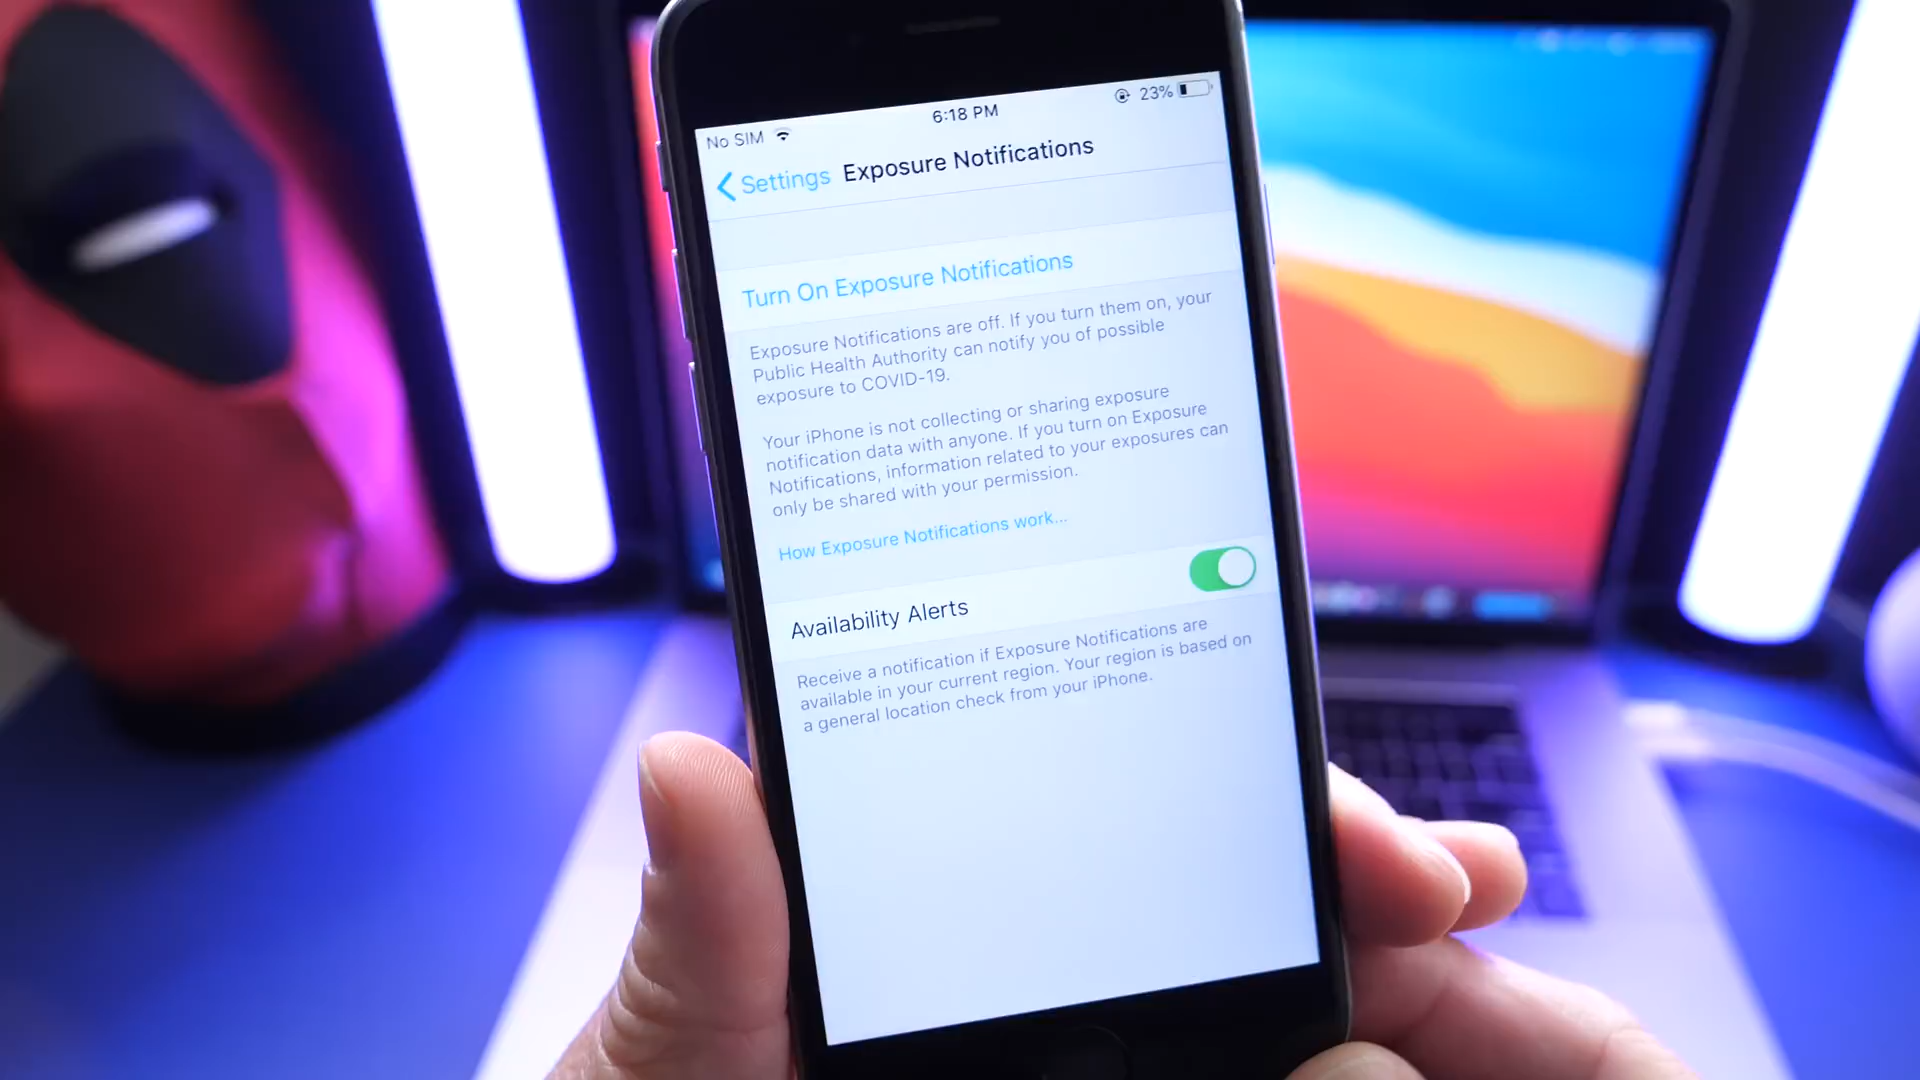 No SIM 6:18 PM 23%
Settings Exposure Notifications
Turn On Exposure Notifications
Exposure Notifications are off. If you turn them on, your
Public Health Authority can notify you of possible
exposure to COVID-19.
Your iPhone is not collecting or sharing exposure
notification data with anyone. If you turn on Exposure
Notifications, information related to your exposures can
only be shared with your permission.
How Exposure Notifications work...
Availability Alerts
Receive a notification if Exposure Notifications are
available in your current region. Your region is based on
a general location check from your iPhone.